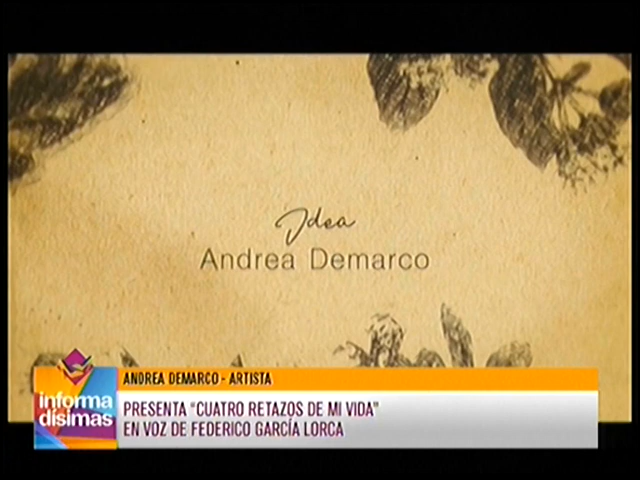 Idea
Andrea Demarco
informa
disimas
ANDREA DEMARCO - ARTISTA
PRESENTA "CUATRO RETAZOS DE MI VIDA"
EN VOZ DE FEDERICO GARCÍA LORCA